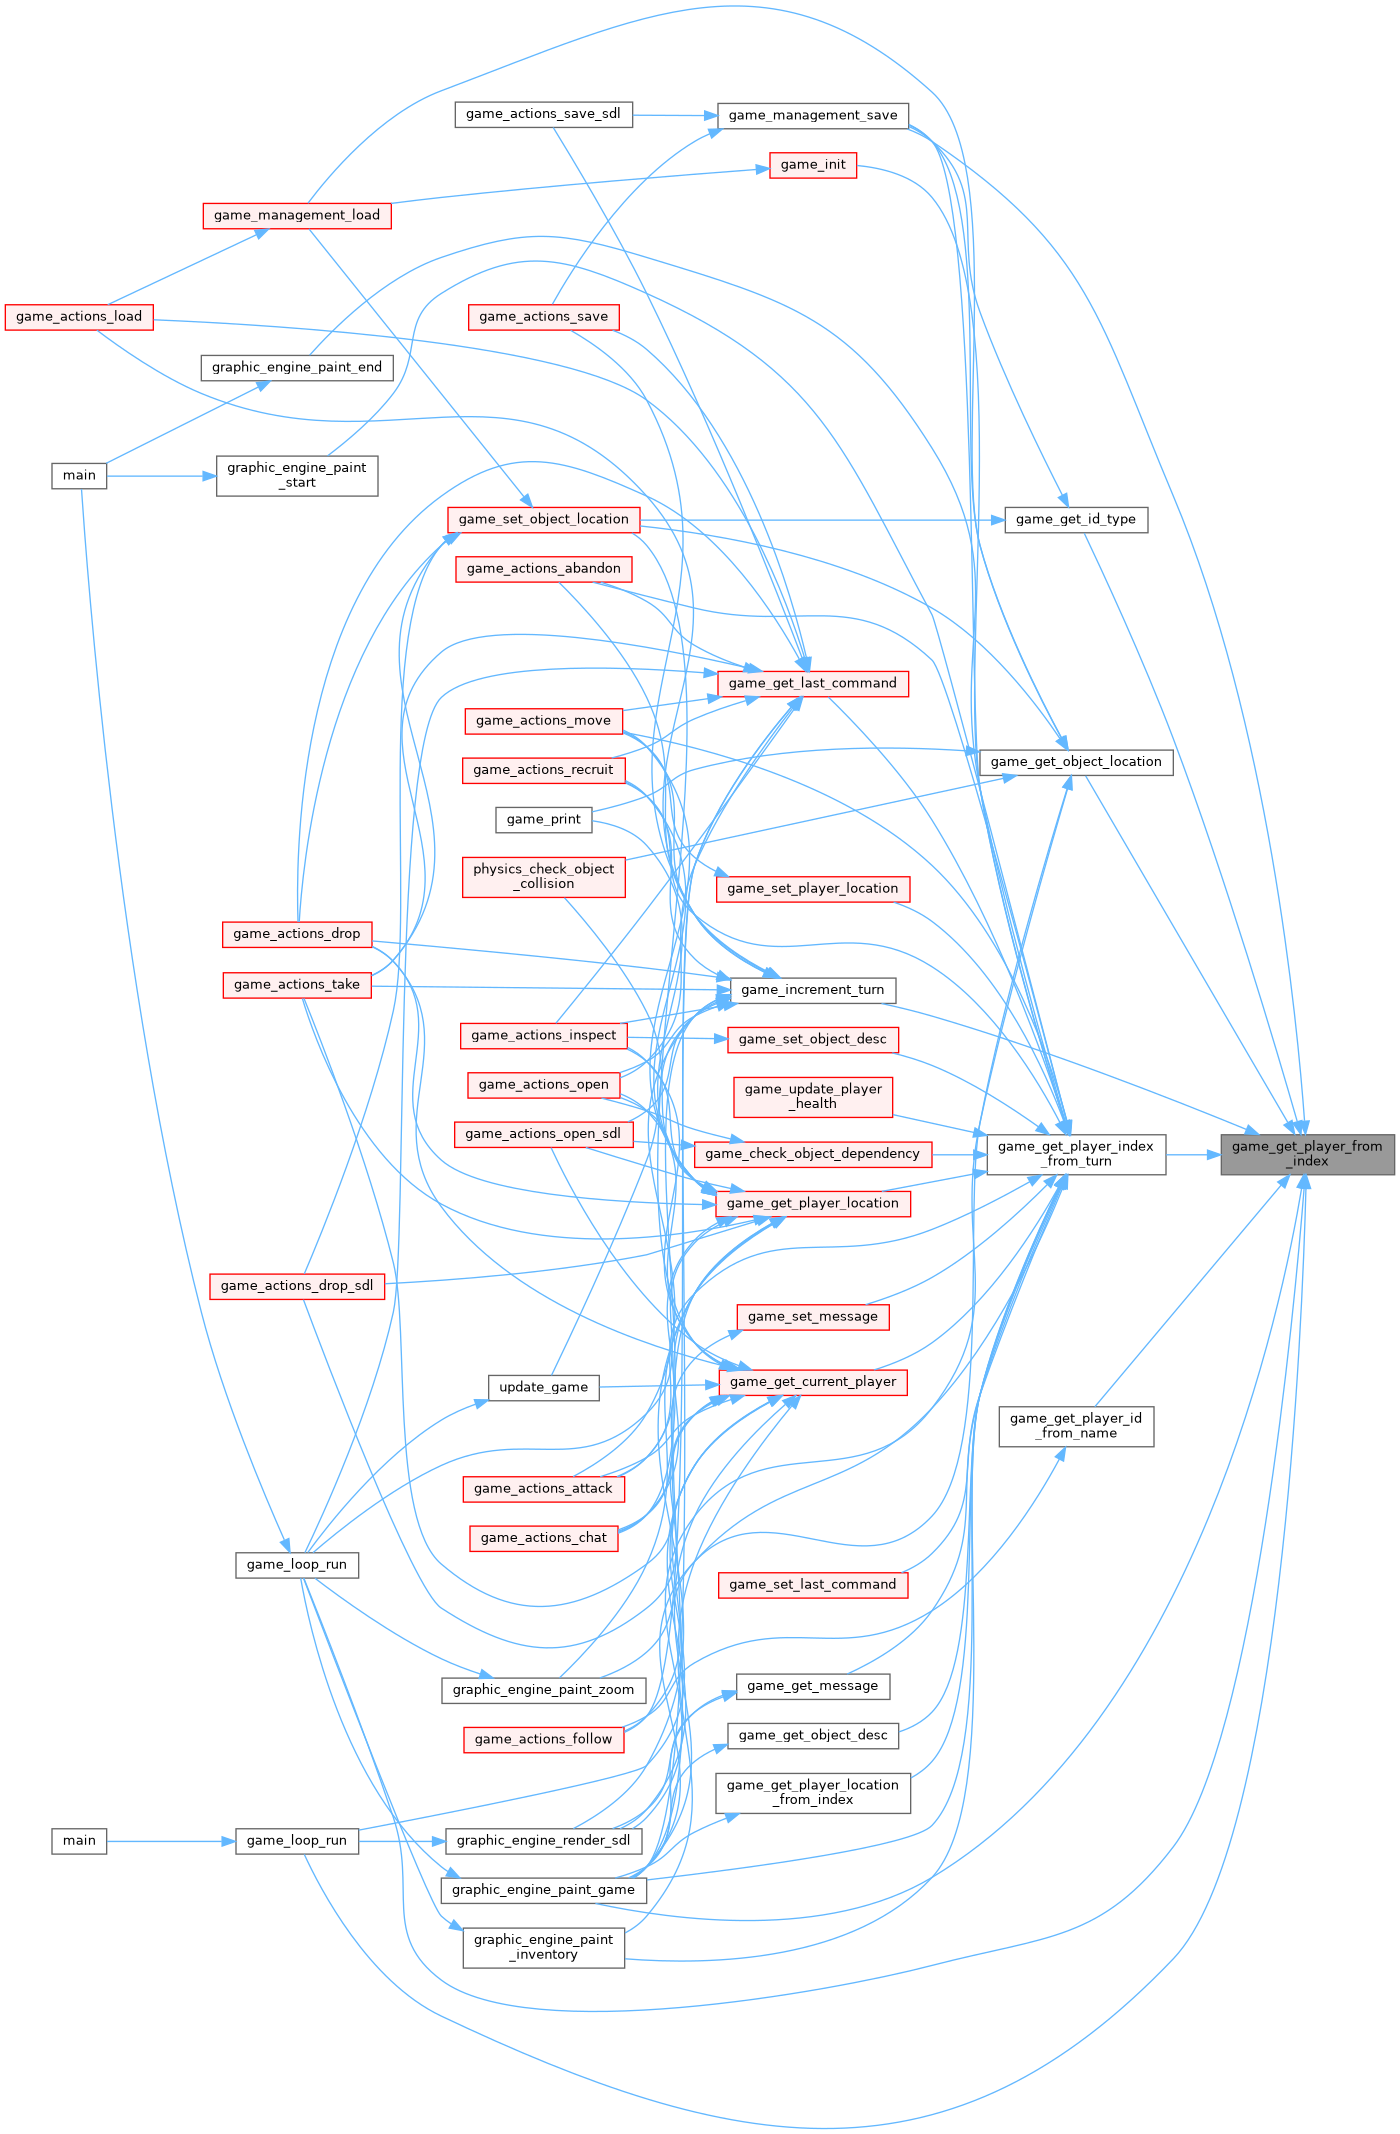 game_actions_save_sdl
game_management_save
game_init
game_management_load
game_actions_load
game_actions_save
graphic_engine_paint_end
main
graphic_engine_paint
_start
game_set_object_location
game_get_id_type
game_actions_abandon
game_get_last_command
game_actions_move
game_get_object_location
game_actions_recruit
game_print
physics_check_object
_collision
game_set_player_location
game_actions_drop
game_actions_take
game_increment_turn
game_actions_inspect
game_set_object_desc
game_actions_open
game_update_player
_health
game_actions_open_sdl
game_check_object_dependency
game_get_player_index
_from_turn
game_get_player_from
_index
game_get_player_location
game_actions_drop_sdl
game_set_message
update_game
game_get_current_player
game_get_player_id
_from_name
game_actions_attack
game_actions_chat
game_loop_run
game_set_last_command
graphic_engine_paint_zoom
game_get_message
game_actions_follow
game_get_object_desc
game_get_player_location
_from_index
main
game_loop_run
graphic_engine_render_sdl
graphic_engine_paint_game
graphic_engine_paint
_inventory